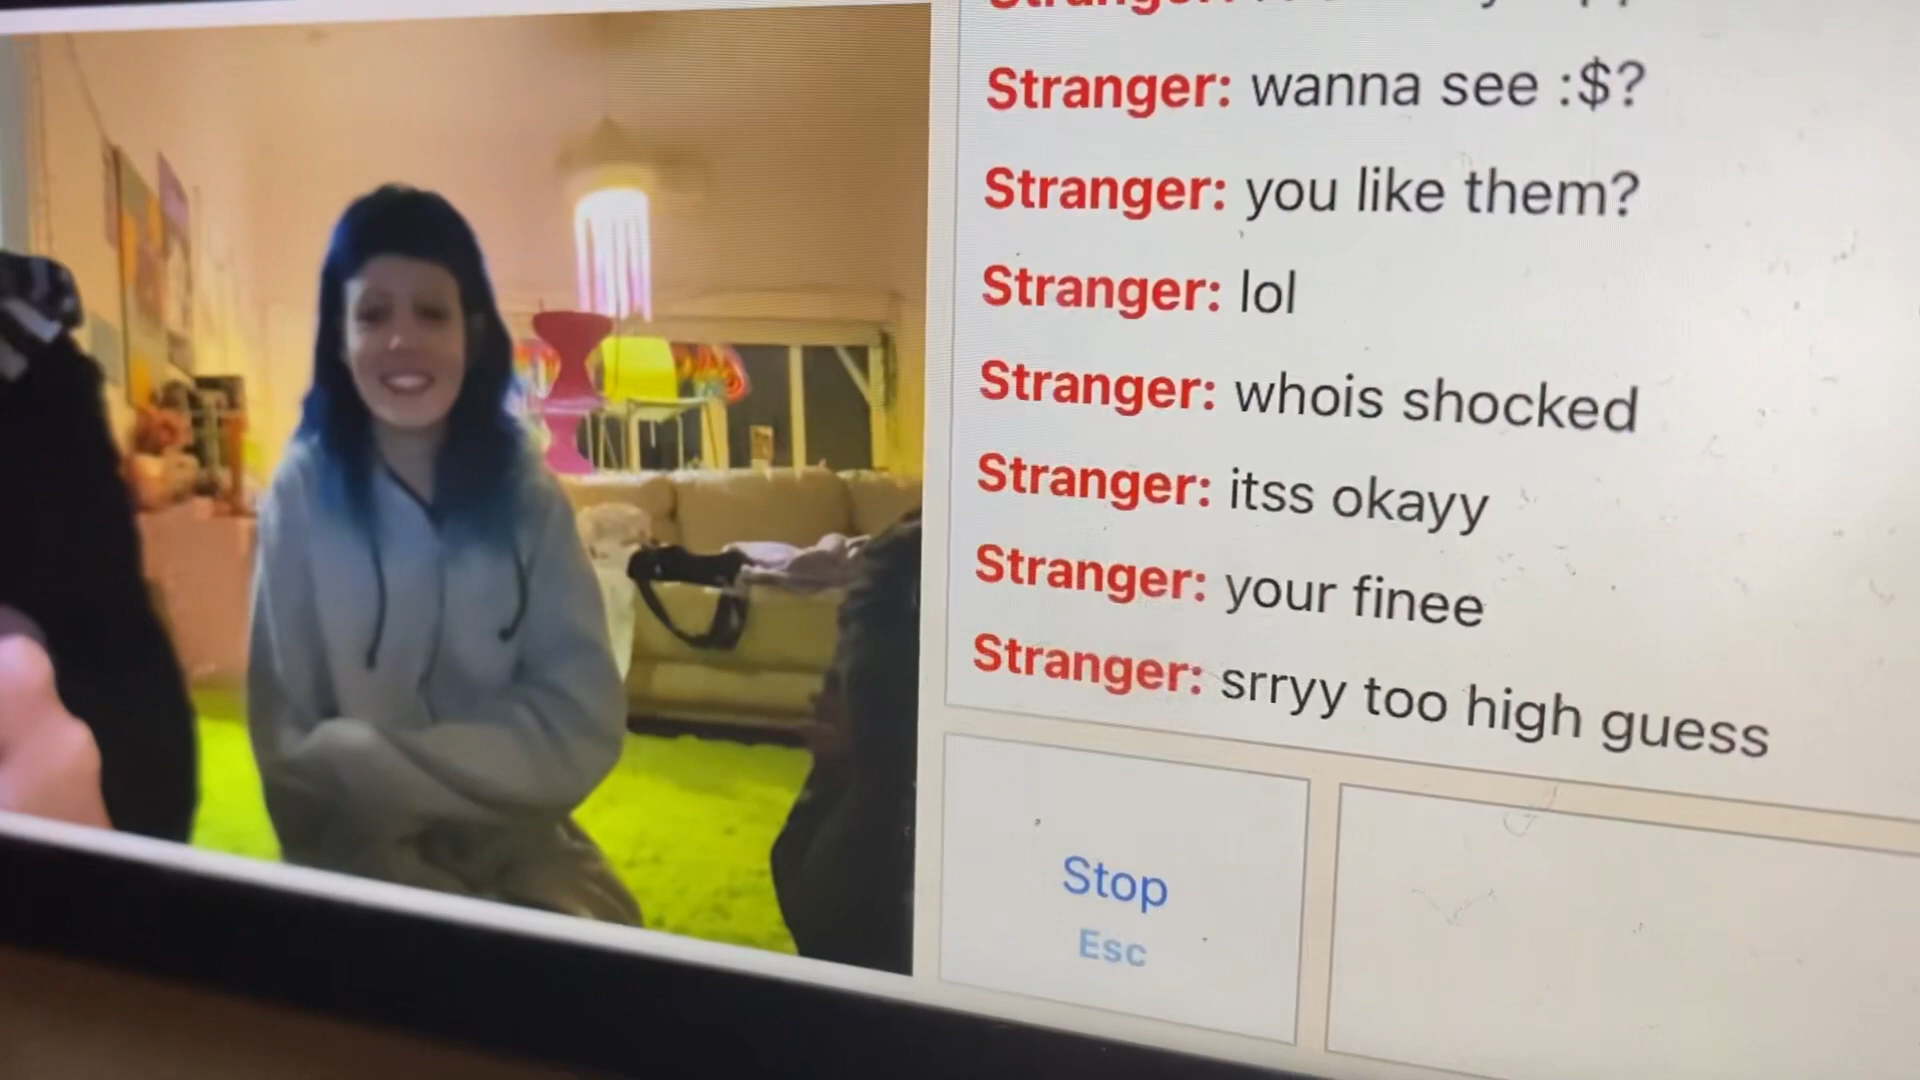 Stranger: wanna see :$?
Stranger: you like them?
Stranger: lol
Stranger: whois shocked
Stranger: itss okayy
Stranger: your finee
Stranger: srryy too high guess
Stop
Esc